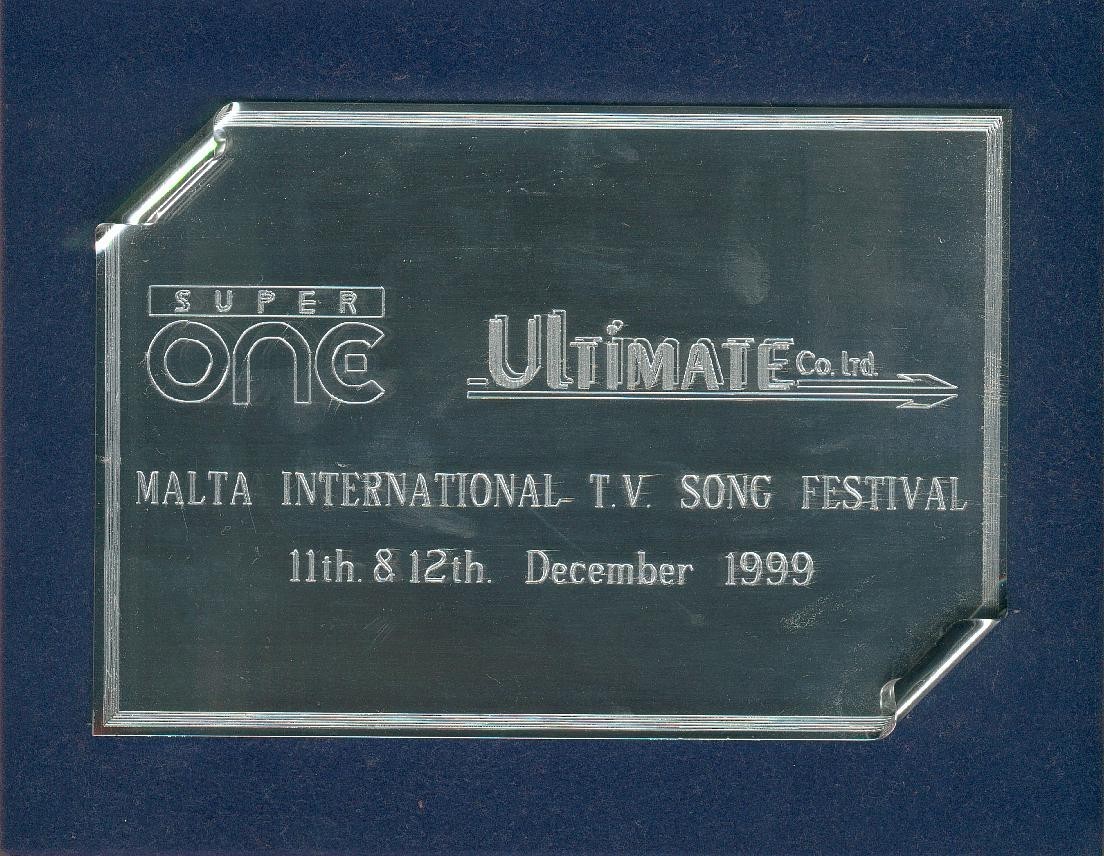 SUPER
ONE
ULTIMATE Co. Ltd.
MALTA INTERNATIONAL T.V. SONG FESTIVAL
11th. & 12th. December 1999